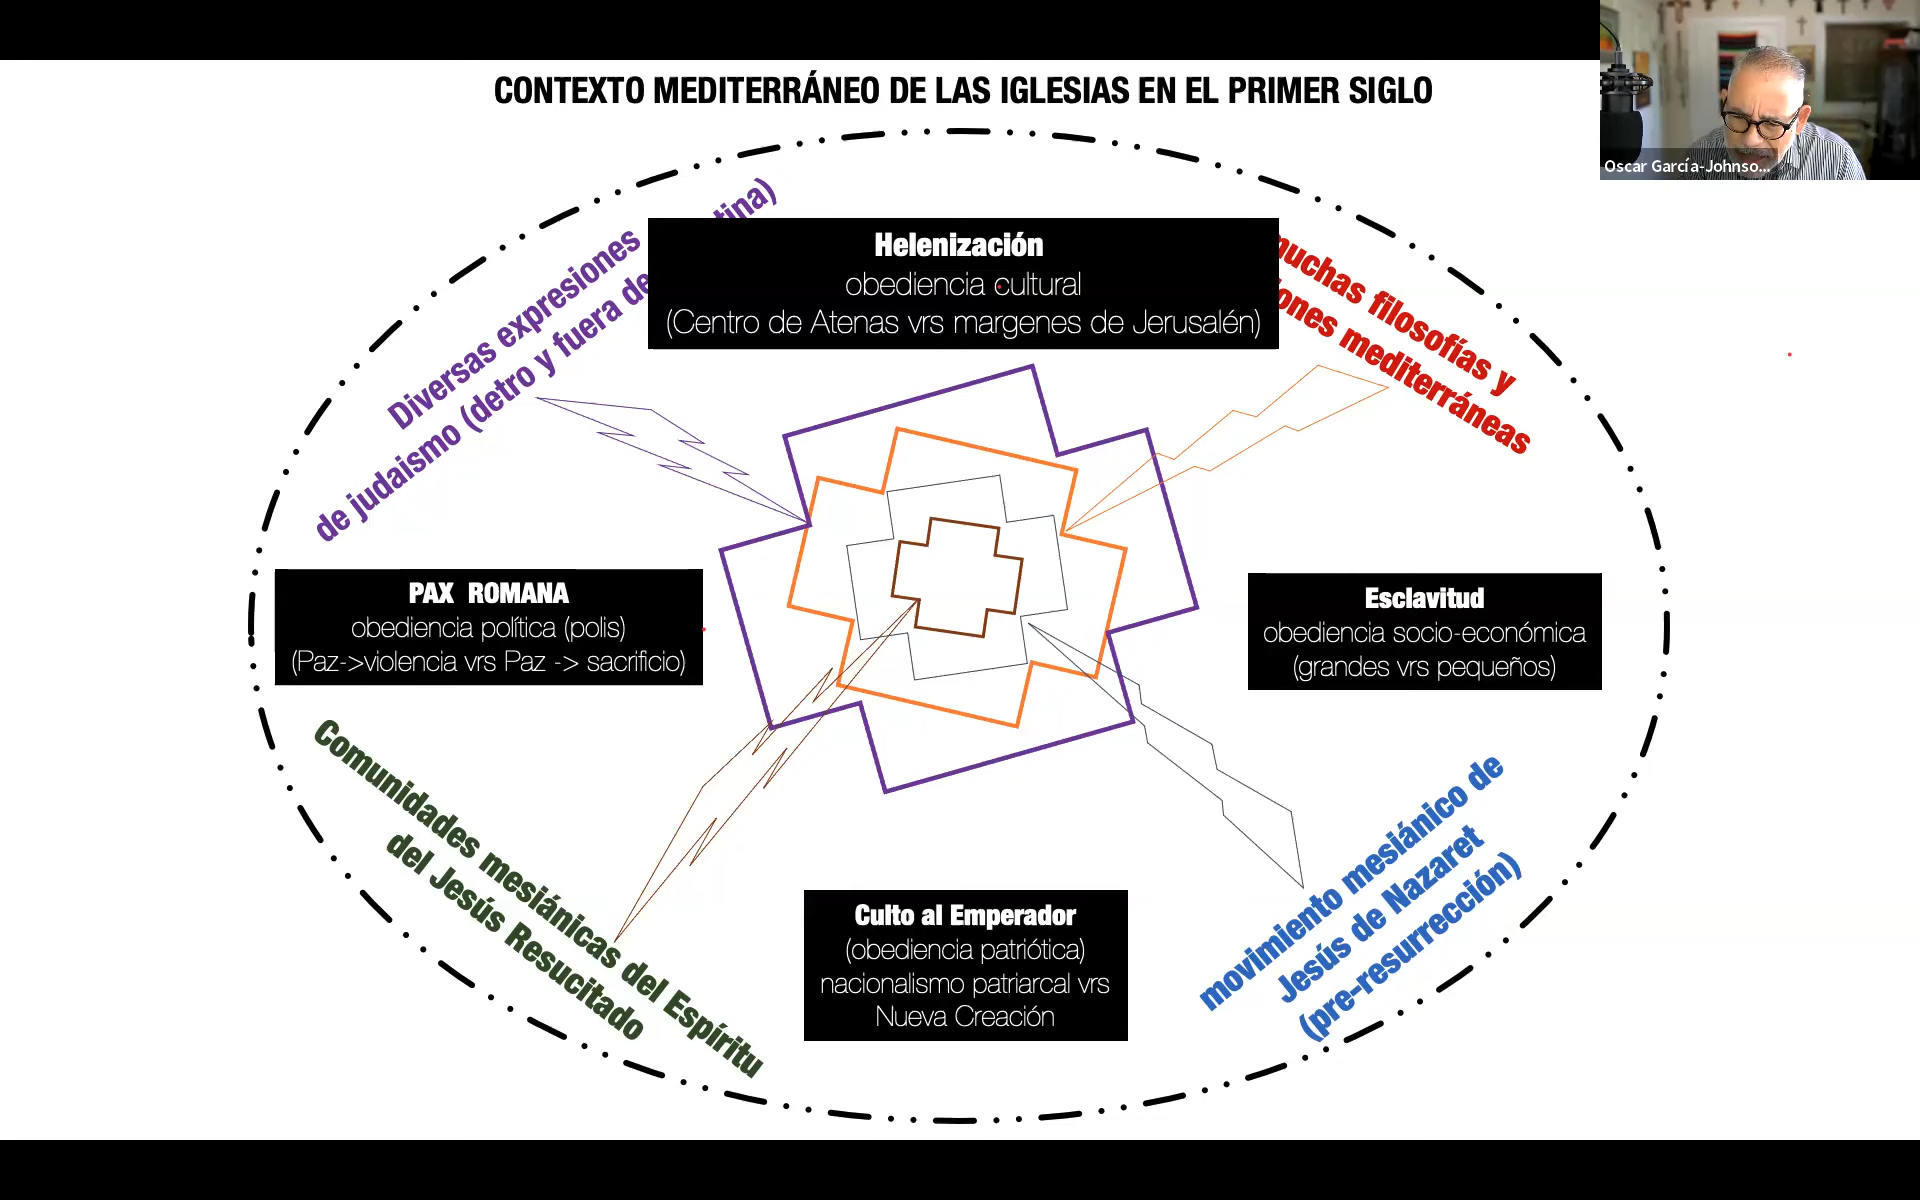 CONTEXTO MEDITERRÁNEO DE LAS IGLESIAS EN EL PRIMER SIGLO
Oscar García-Johnso...
Diversas expresiones
de judaismo (detro y fuera de
tina)
Helenización
obediencia cultural
(Centro de Atenas vrs margenes de Jerusalén)
muchas filosofías y
ones mediterráneas
PAX ROMANA
obediencia política (polis)
(Paz->violencia vrs Paz -> sacrificio)
Esclavitud
obediencia socio-económica
(grandes vrs pequeños)
Comunidades mesiánicas del Espíritu
del Jesús Resucitado
Culto al Emperador
(obediencia patriótica)
nacionalismo patriarcal vrs
Nueva Creación
movimiento mesiánico de
Jesús de Nazaret
(pre-resurrección)